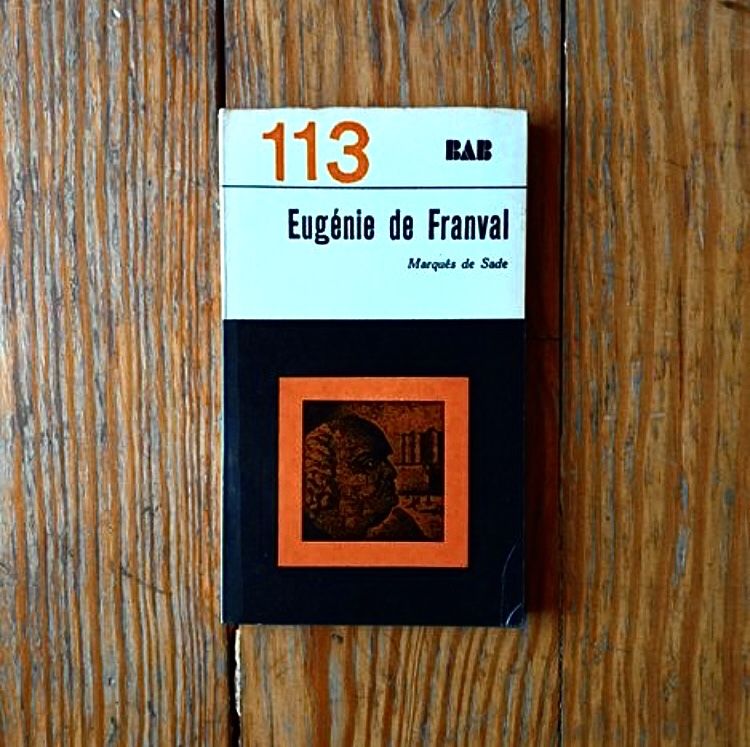 113 BAB
Eugénie de Franval
Marquês de Sade